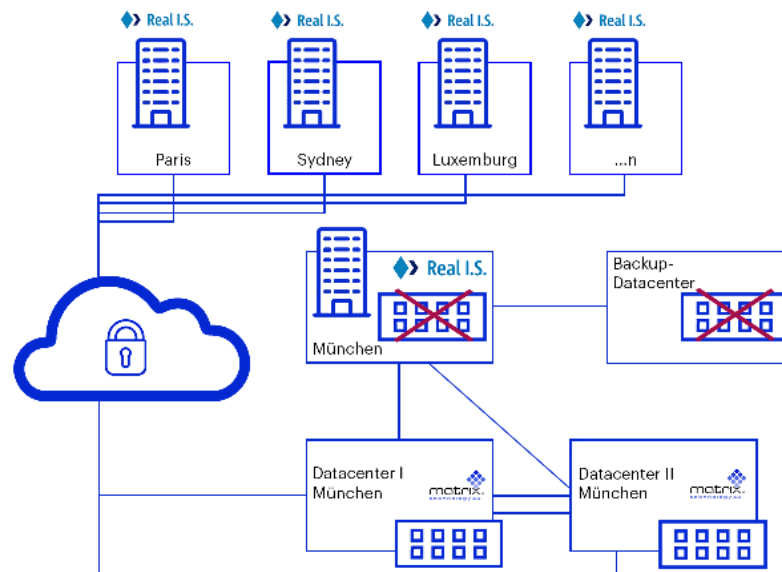 Real I.S.
Real I.S.
Real I.S.
Real I.S.
Paris
Sydney
Luxemburg
...n
Real I.S.
München
Backup-
Datacenter
Datacenter I
München
matrix
Datacenter II
München
matrix